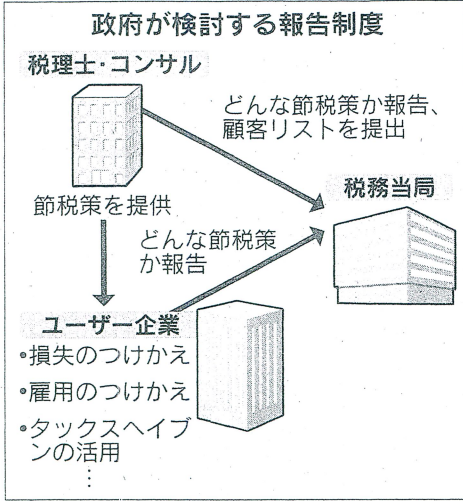 政府が検討する報告制度
税理士・コンサル
どんな節税策か報告、
顧客リストを提出
税務当局
節税策を提供
どんな節税策
か報告
ユーザー企業
•損失のつけかえ
•雇用のつけかえ
•タックスヘイブ
ンの活用
⋮